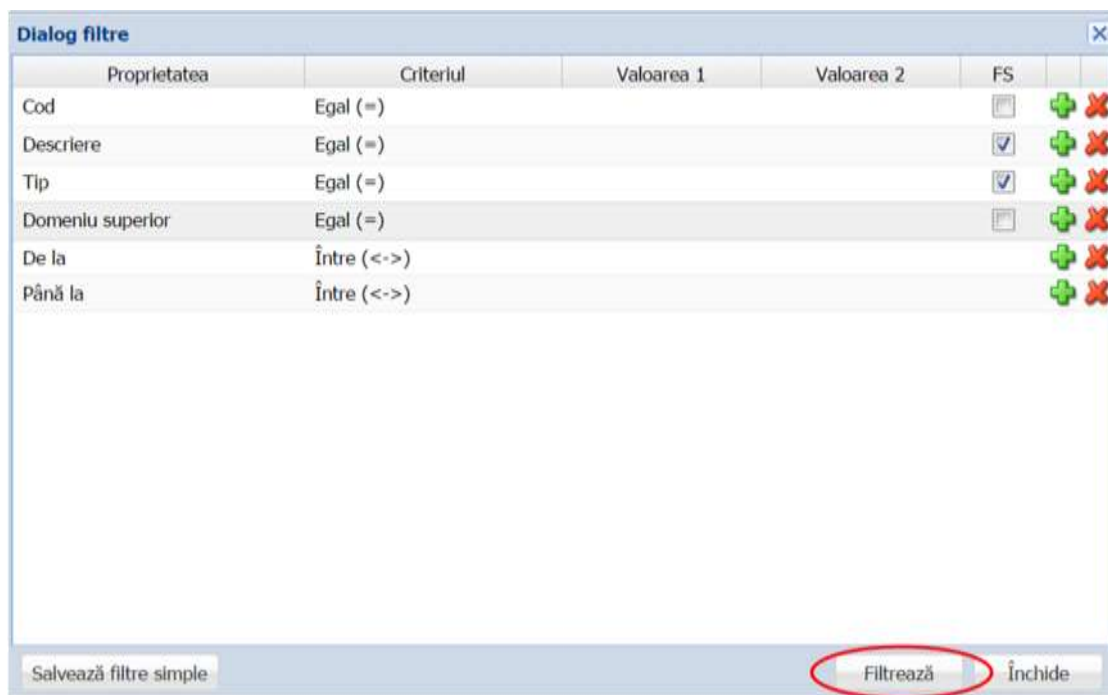 Dialog filtre
Proprietatea Criteriul Valoarea 1 Valoarea 2 FS
Cod Egal (=)
Descriere Egal (=)
Tip Egal (=)
Domeniu superior Egal (=)
De la Între (<->)
Până la Între (<->)
Salvează filtre simple Filtrează Închide